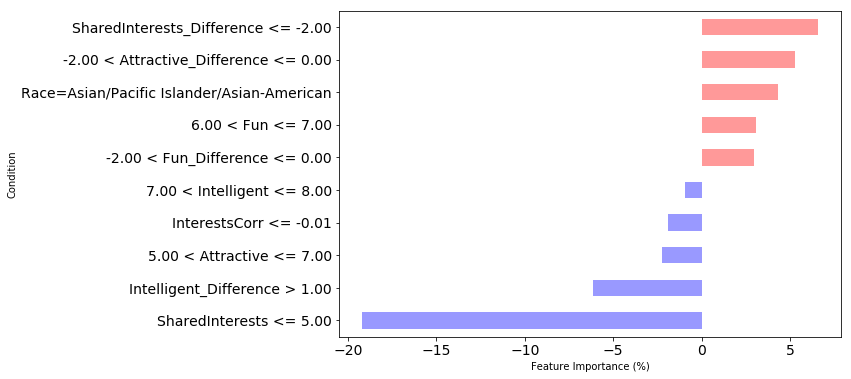 SharedInterests_Difference <= -2.00
-2.00 < Attractive_Difference <= 0.00
Race=Asian/Pacific Islander/Asian-American
6.00 < Fun <= 7.00
-2.00 < Fun_Difference <= 0.00
Condition
7.00 < Intelligent <= 8.00
InterestsCorr <= -0.01
5.00 < Attractive <= 7.00
Intelligent_Difference > 1.00
SharedInterests <= 5.00
−20 −15 −10 −5 0 5
Feature Importance (%)